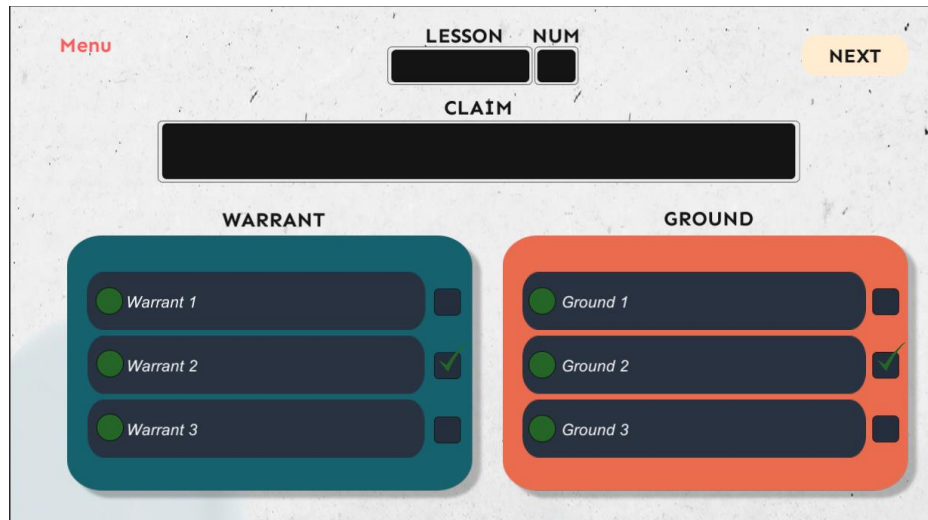 Menu
LESSON NUM
NEXT
CLAIM
WARRANT
GROUND
Warrant 1
Warrant 2
Warrant 3
Ground 1
Ground 2
Ground 3